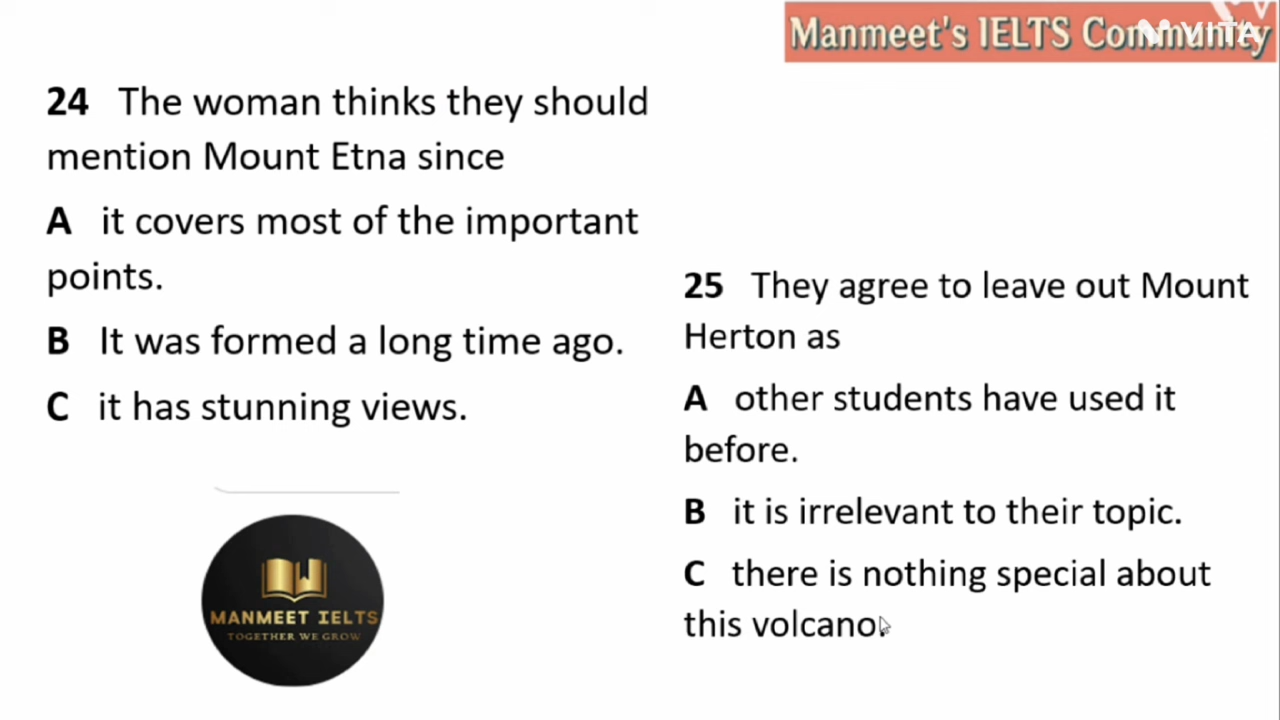 Manmeet's IELTS Community
VITA
24 The woman thinks they should
mention Mount Etna since
A it covers most of the important
points.
B It was formed a long time ago.
C it has stunning views.
MANMEET IELTS
TOGETHER WE GROW
25 They agree to leave out Mount
Herton as
A other students have used it
before.
B it is irrelevant to their topic.
C there is nothing special about
this volcano.